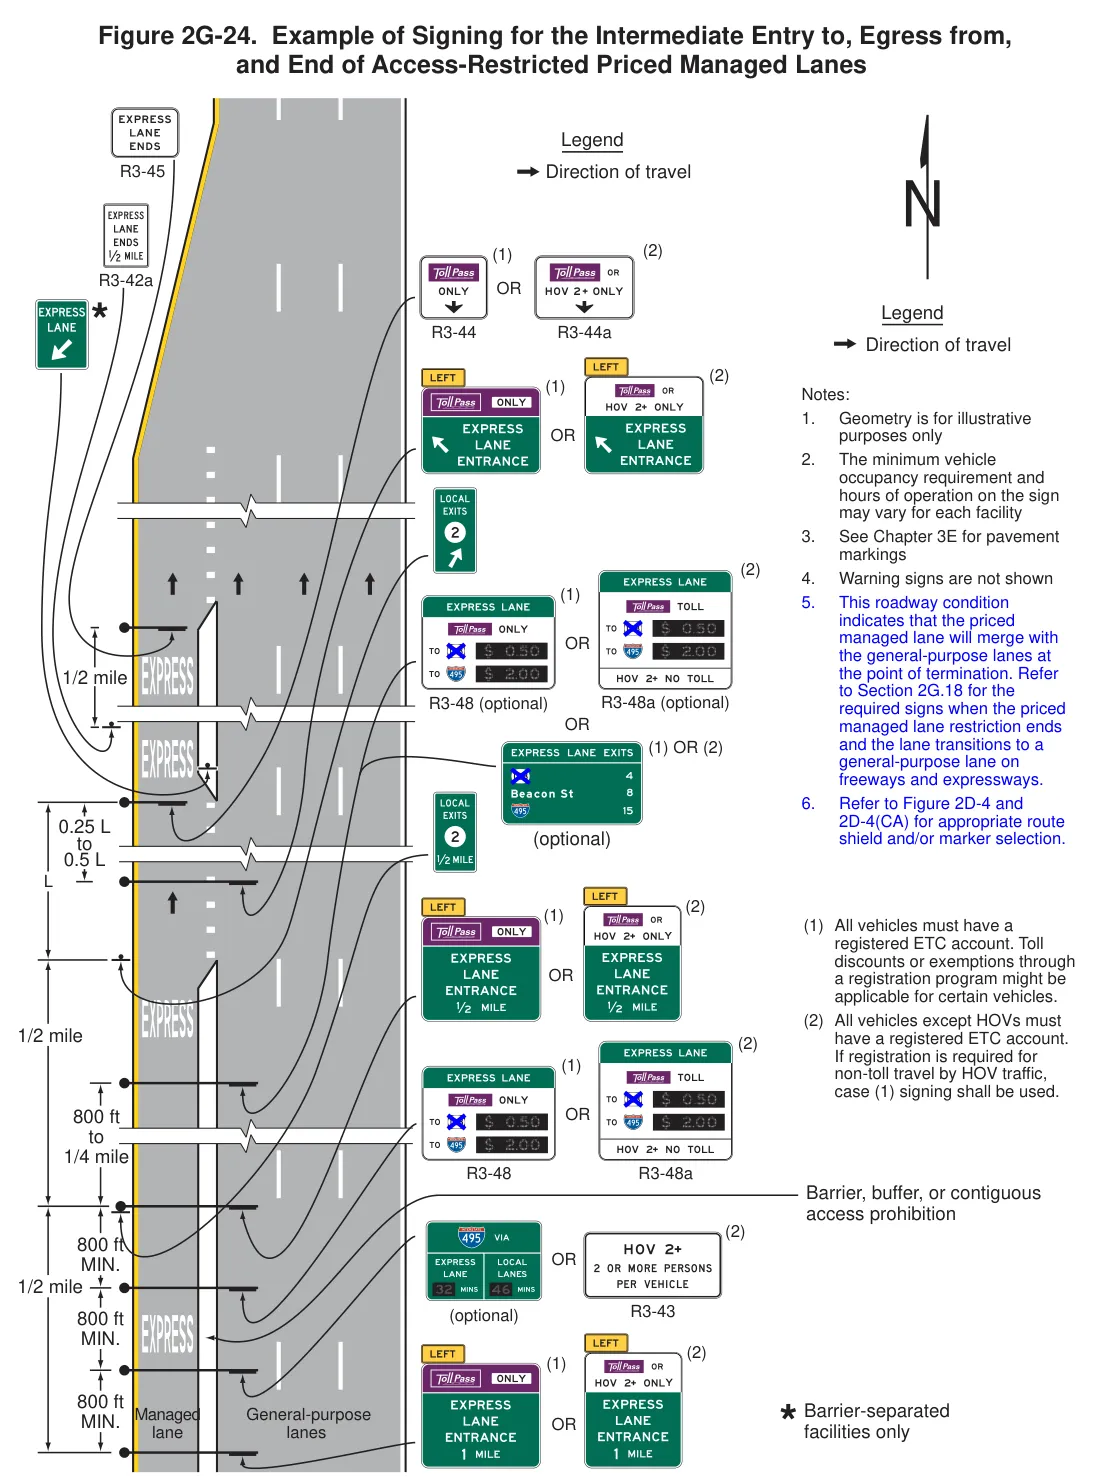 Figure 2G-24.  Example of Signing for the Intermediate Entry to, Egress from,
and End of Access-Restricted Priced Managed Lanes
EXPRESS
LANE
ENDS
R3-45
EXPRESS
LANE
ENDS
1/2 MILE
R3-42a
EXPRESS
LANE
*
Legend
Direction of travel
N
Legend
Direction of travel
Toll Pass
ONLY
R3-44
(1)
OR
Toll Pass OR
HOV 2+ ONLY
R3-44a
(2)
LEFT
Toll Pass ONLY
EXPRESS
LANE
ENTRANCE
(1)
OR
LEFT
Toll Pass OR
HOV 2+ ONLY
EXPRESS
LANE
ENTRANCE
(2)
LOCAL
EXITS
2
EXPRESS LANE
Toll Pass ONLY
TO $ 0.50
TO 495 $ 2.00
R3-48 (optional)
(1)
OR
EXPRESS LANE
Toll Pass TOLL
TO $ 0.50
TO 495 $ 2.00
HOV 2+ NO TOLL
R3-48a (optional)
(2)
OR
EXPRESS LANE EXITS
4
Beacon St 8
495 15
(optional)
(1) OR (2)
LOCAL
EXITS
2
1/2 MILE
LEFT
Toll Pass ONLY
EXPRESS
LANE
ENTRANCE
1/2 MILE
(1)
OR
LEFT
Toll Pass OR
HOV 2+ ONLY
EXPRESS
LANE
ENTRANCE
1/2 MILE
(2)
EXPRESS LANE
Toll Pass ONLY
TO $ 0.50
TO 495 $ 2.00
R3-48
(1)
OR
EXPRESS LANE
Toll Pass TOLL
TO $ 0.50
TO 495 $ 2.00
HOV 2+ NO TOLL
R3-48a
(2)
Barrier, buffer, or contiguous
access prohibition
495 VIA
EXPRESS
LANE
32 MINS
LOCAL
LANES
46 MINS
(optional)
OR
HOV 2+
2 OR MORE PERSONS
PER VEHICLE
R3-43
(2)
LEFT
Toll Pass ONLY
EXPRESS
LANE
ENTRANCE
1 MILE
(1)
OR
LEFT
Toll Pass OR
HOV 2+ ONLY
EXPRESS
LANE
ENTRANCE
1 MILE
(2)
1/2 mile
EXPRESS
EXPRESS
0.25 L
to
0.5 L
L
EXPRESS
1/2 mile
800 ft
to
1/4 mile
800 ft
MIN.
1/2 mile
800 ft
MIN.
EXPRESS
800 ft
MIN.
Managed
lane
General-purpose
lanes
Notes:
1. Geometry is for illustrative
purposes only
2. The minimum vehicle
occupancy requirement and
hours of operation on the sign
may vary for each facility
3. See Chapter 3E for pavement
markings
4. Warning signs are not shown
5. This roadway condition
indicates that the priced
managed lane will merge with
the general-purpose lanes at
the point of termination. Refer
to Section 2G.18 for the
required signs when the priced
managed lane restriction ends
and the lane transitions to a
general-purpose lane on
freeways and expressways.
6. Refer to Figure 2D-4 and
2D-4(CA) for appropriate route
shield and/or marker selection.
(1) All vehicles must have a
registered ETC account. Toll
discounts or exemptions through
a registration program might be
applicable for certain vehicles.
(2) All vehicles except HOVs must
have a registered ETC account.
If registration is required for
non-toll travel by HOV traffic,
case (1) signing shall be used.
* Barrier-separated
facilities only